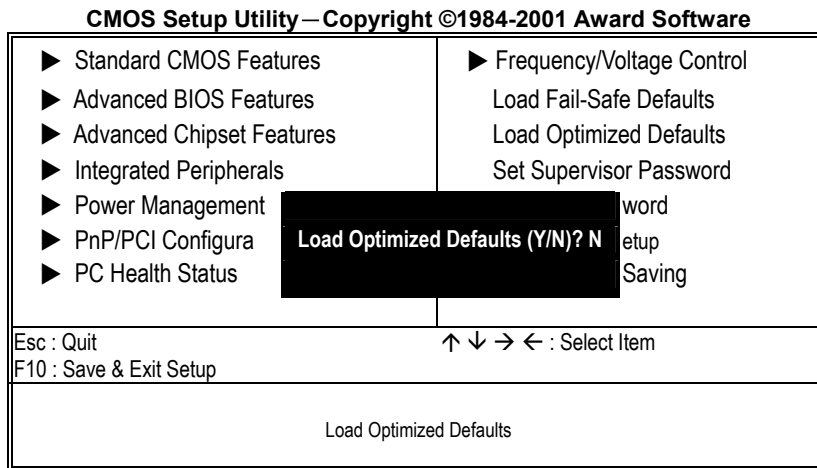 CMOS Setup Utility－Copyright ©1984-2001 Award Software
▶ Standard CMOS Features
▶ Advanced BIOS Features
▶ Advanced Chipset Features
▶ Integrated Peripherals
▶ Power Management
▶ PnP/PCI Configura
▶ PC Health Status
▶ Frequency/Voltage Control
Load Fail-Safe Defaults
Load Optimized Defaults
Set Supervisor Password
word
etup
Saving
Load Optimized Defaults (Y/N)? N
Esc : Quit
↑ ↓ → ← : Select Item
F10 : Save & Exit Setup
Load Optimized Defaults